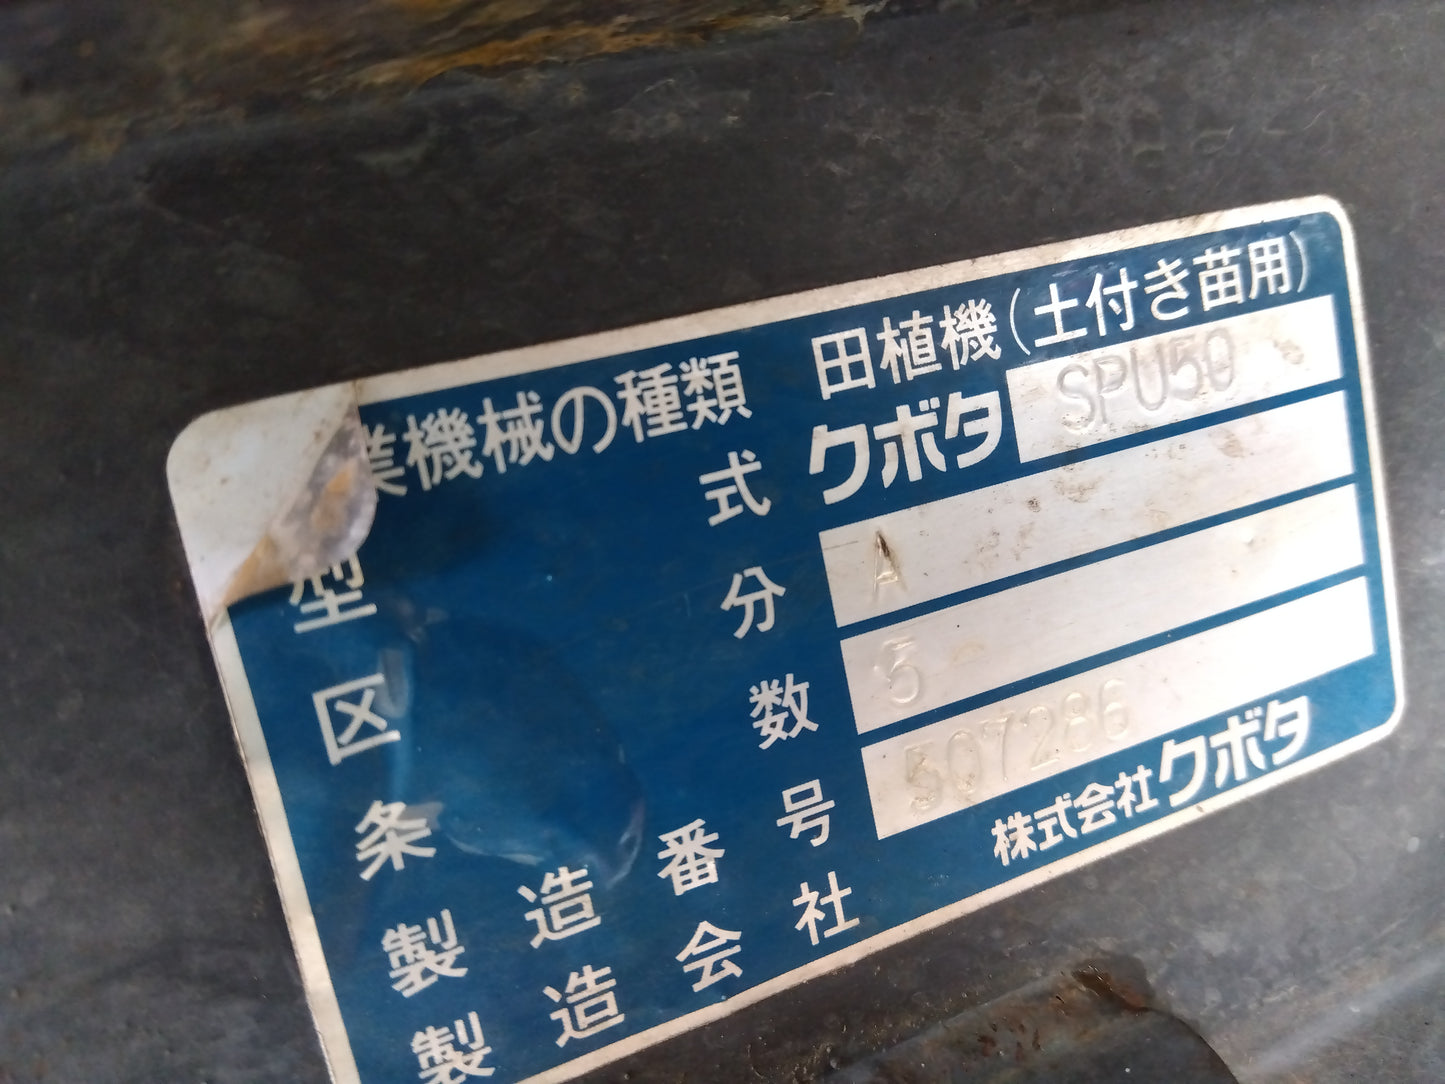 業機械の種類 田植機(土付き苗用)
型式 クボタ SPU50
区分 A
条数 5
製造番号 507286
製造会社 株式会社クボタ